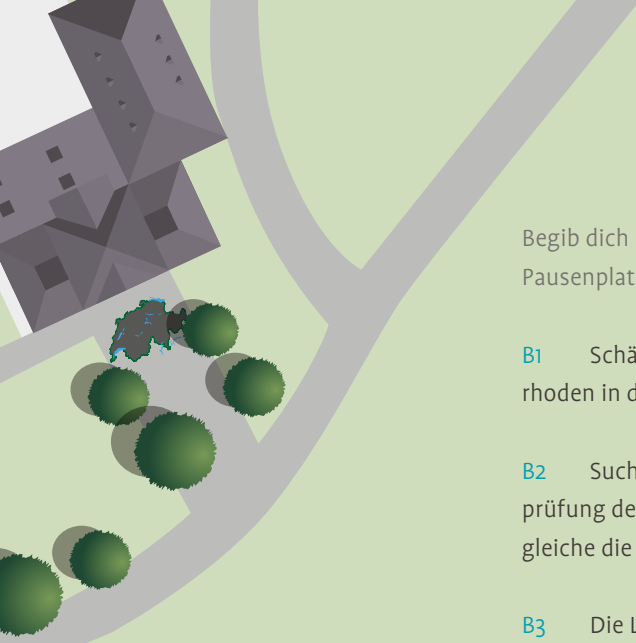 Begib dich
Pausenplat
B1 Schä
rhoden in d
B2 Such
prüfung de
gleiche die
B3 Die L